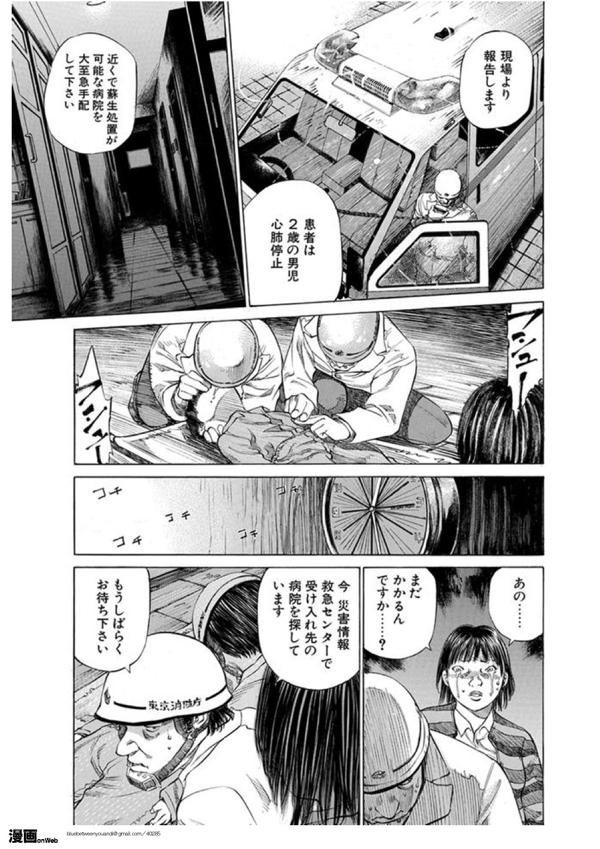 現場より
報告します
患者は
2歳の男児
心肺停止
近くで蘇生処置が
可能な病院を
大至急手配
して下さい
フシュー
フシュー
コチ
コチ
コチ
コチ
あの……
まだ
かかるん
ですか……?
今 災害情報
救急センターで
受け入れ先の
病院を探して
います
もうしばらく
お待ち下さい
東京消防庁
漫画 on Web
bluebetweenyouandi@gmail.com / 40285